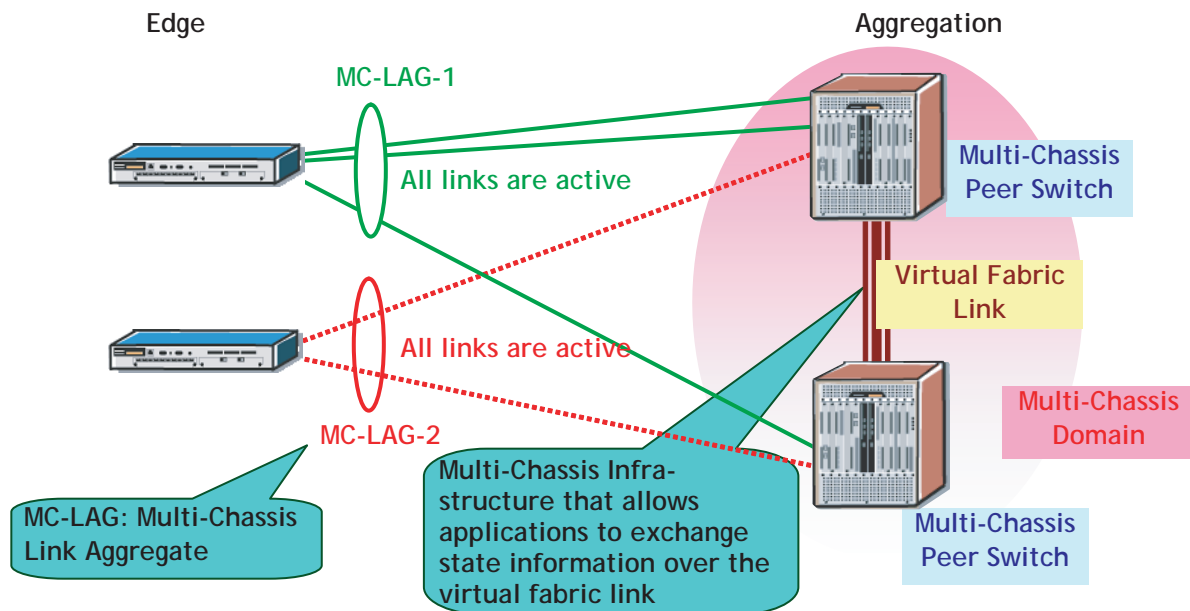 Edge
Aggregation
MC-LAG-1
All links are active
Multi-Chassis
Peer Switch
Virtual Fabric
Link
All links are active
MC-LAG-2
Multi-Chassis
Domain
MC-LAG: Multi-Chassis
Link Aggregate
Multi-Chassis Infra-
structure that allows
applications to exchange
state information over the
virtual fabric link
Multi-Chassis
Peer Switch